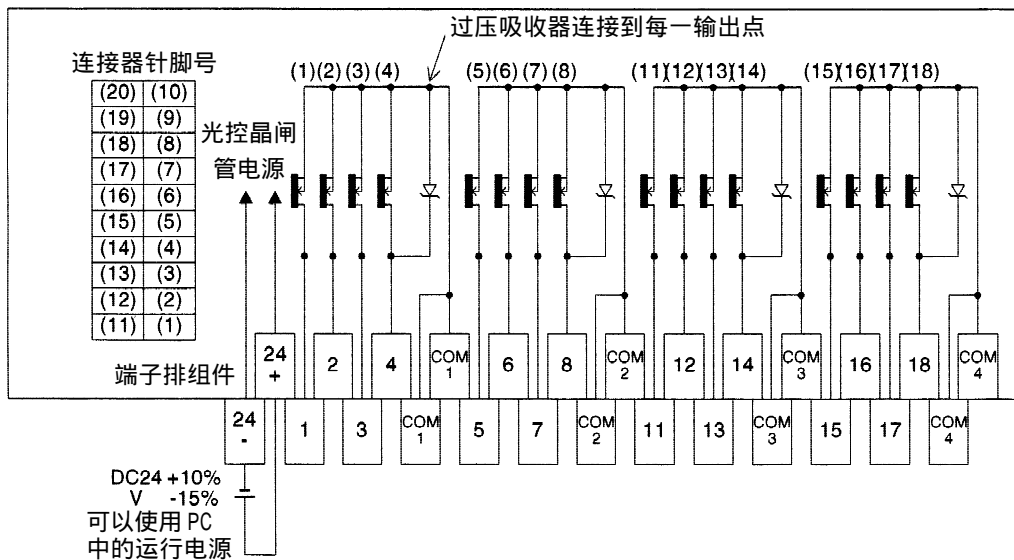 过压吸收器连接到每一输出点
连接器针脚号
(1)(2)(3)(4) (5)(6)(7)(8) (11)(12)(13)(14) (15)(16)(17)(18)
(20) (10)
(19) (9)
(18) (8)
(17) (7)
(16) (6)
(15) (5)
(14) (4)
(13) (3)
(12) (2)
(11) (1)
光控晶闸
管电源
端子排组件
24 + 2 4 COM 1 6 8 COM 2 12 14 COM 3 16 18 COM 4
24 - 1 3 COM 1 5 7 COM 2 11 13 COM 3 15 17 COM 4
DC24 +10%
V -15%
可以使用 PC
中的运行电源